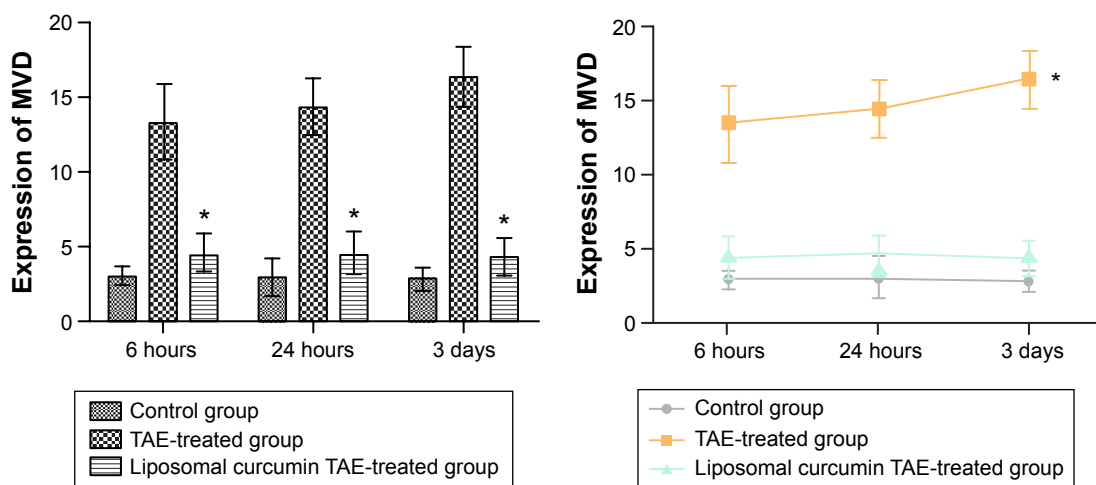 Expression of MVD
20
15
10
5
0
*
*
*
6 hours
24 hours
3 days
Control group
TAE-treated group
Liposomal curcumin TAE-treated group
Expression of MVD
20
15
10
5
0
*
6 hours
24 hours
3 days
Control group
TAE-treated group
Liposomal curcumin TAE-treated group